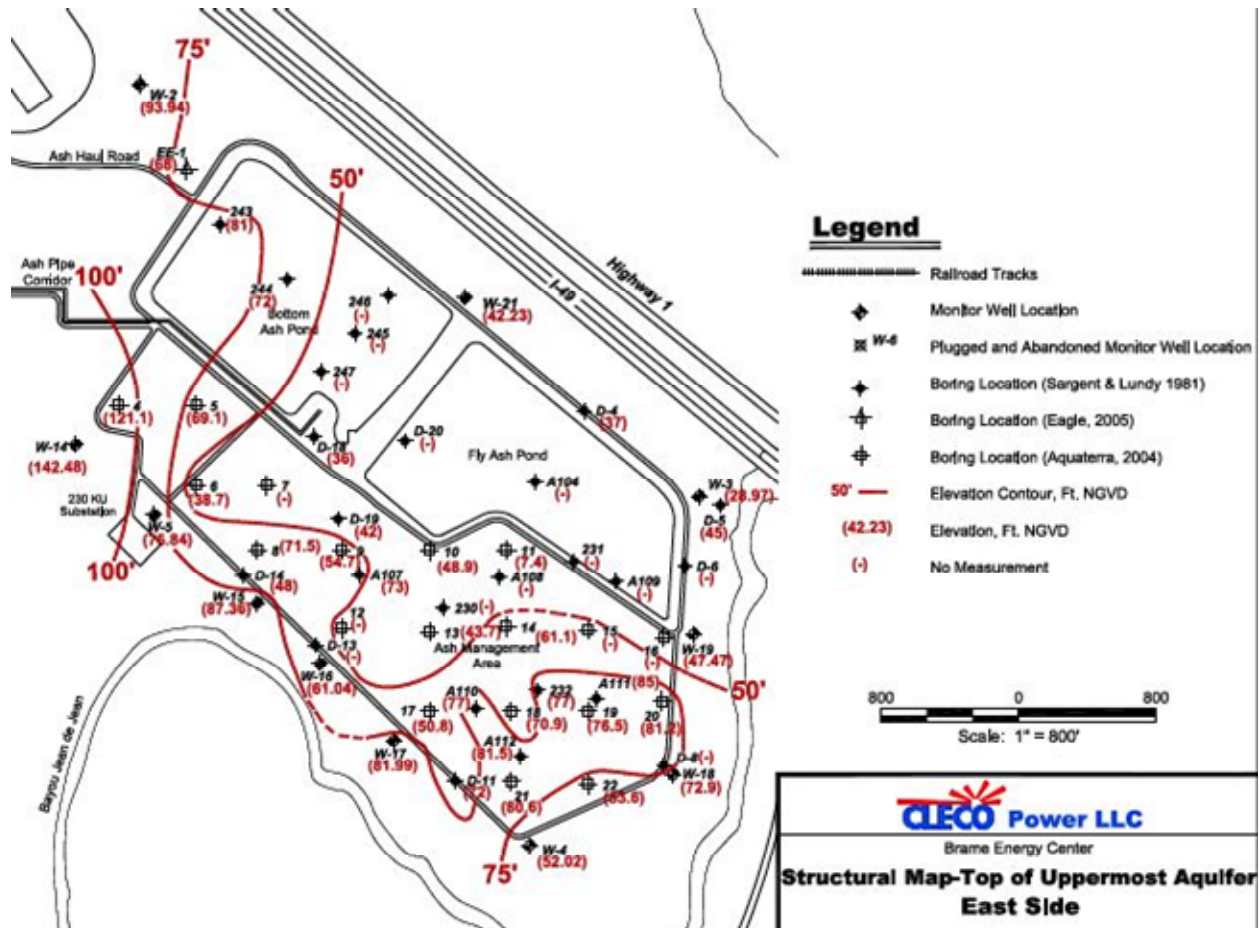 75'
W-2
(93.94)
Ash Haul Road
EE-1
(68)
50'
243
(81)
Highway 1
I-49
Ash Pipe
Corridor
100'
244
(72)
Bottom
Ash Pond
246
(-)
245
(-)
247
(-)
W-21
(42.23)
4
(121.1)
5
(69.1)
D-18
(36)
D-20
(-)
D-4
(37)
Fly Ash Pond
W-14
(142.48)
6
(38.7)
7
(-)
A104
(-)
W-3
(28.97)
D-5
(45)
230 KU
Substation
W-5
(76.84)
D-19
(42)
100'
8
(71.5)
9
(54.7)
10
(48.9)
11
(7.4)
231
(-)
D-6
(-)
D-14
(48)
A107
(73)
A108
(-)
A109
(-)
W-15
(87.36)
12
(-)
230 (-)
13
(43.7)
14
(61.1)
15
(-)
16
(-)
W-19
(47.47)
Ash Management
Area
D-13
(-)
W-16
(61.04)
50'
17
(50.8)
A110
(77)
18
(70.9)
232
(77)
A111
(85)
19
(76.5)
20
(81.2)
Bayou Jean de Jean
W-17
(81.99)
A112
(81.5)
D-8 (-)
W-18
(72.9)
D-11
(72)
21
(80.6)
22
75'
W-4
(52.02)
Legend
Railroad Tracks
Monitor Well Location
W-6
Plugged and Abandoned Monitor Well Location
Boring Location (Sargent & Lundy 1981)
Boring Location (Eagle, 2005)
Boring Location (Aquaterra, 2004)
50'
Elevation Contour, Ft. NGVD
(42.23)
Elevation, Ft. NGVD
(-)
No Measurement
800 0 800
Scale: 1" = 800'
CLECO Power LLC
Brame Energy Center
Structural Map-Top of Uppermost Aquifer
East Side